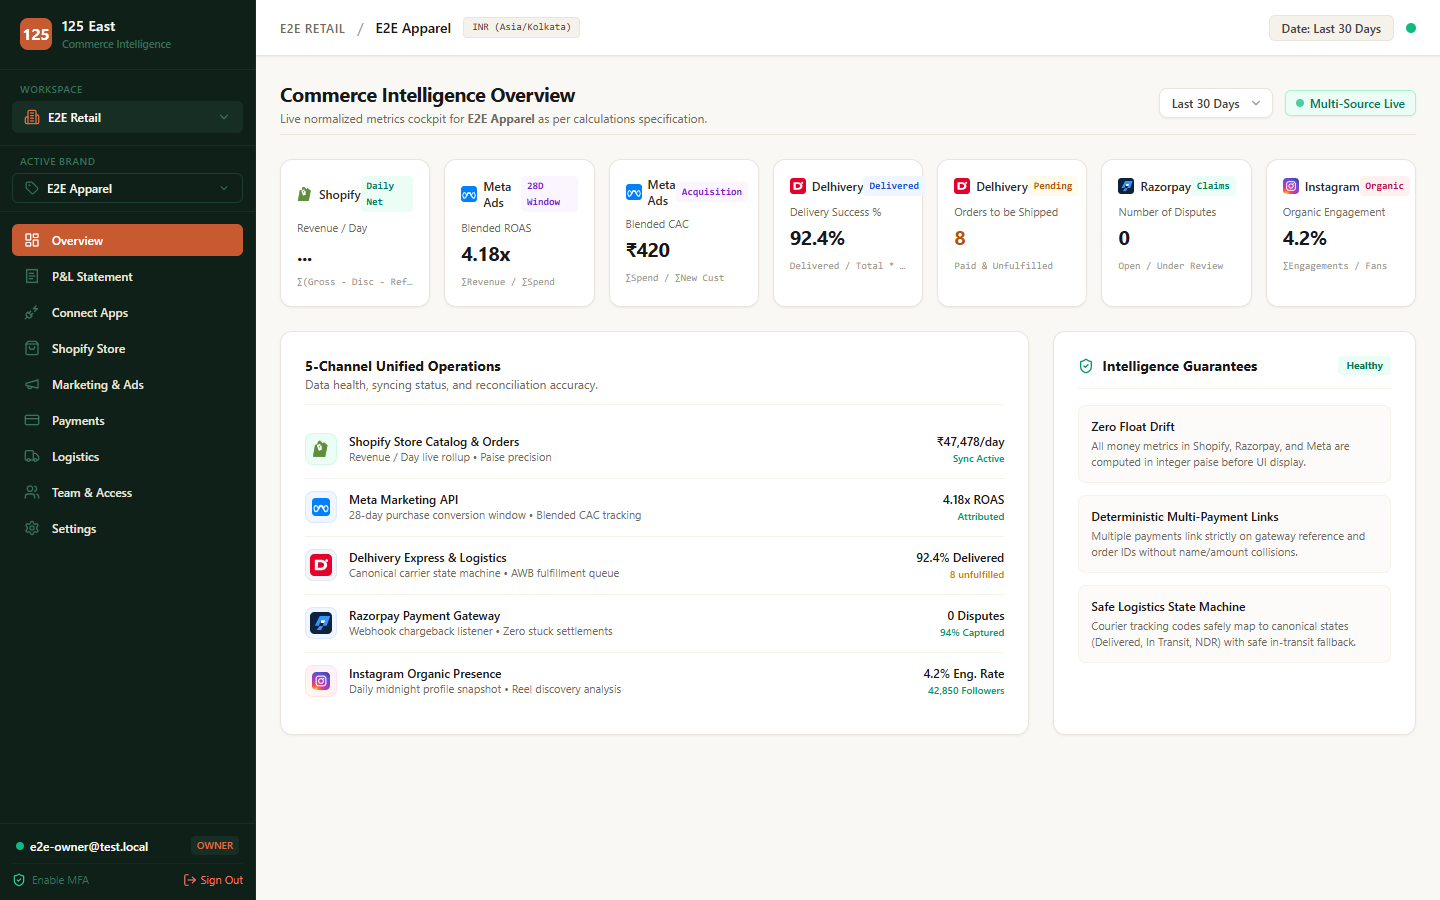 125
125 East
Commerce Intelligence
WORKSPACE
E2E Retail
ACTIVE BRAND
E2E Apparel
Overview
P&L Statement
Connect Apps
Shopify Store
Marketing & Ads
Payments
Logistics
Team & Access
Settings
e2e-owner@test.local
OWNER
Enable MFA
Sign Out
E2E RETAIL / E2E Apparel INR (Asia/Kolkata)
Date: Last 30 Days
Commerce Intelligence Overview
Live normalized metrics cockpit for E2E Apparel as per calculations specification.
Last 30 Days
Multi-Source Live
Shopify Daily Net
Revenue / Day
...
Σ(Gross - Disc - Ref…
Meta Ads 28D Window
Blended ROAS
4.18x
ΣRevenue / ΣSpend
Meta Ads Acquisition
Blended CAC
₹420
ΣSpend / ΣNew Cust
Delhivery Delivered
Delivery Success %
92.4%
Delivered / Total * …
Delhivery Pending
Orders to be Shipped
8
Paid & Unfulfilled
Razorpay Claims
Number of Disputes
0
Open / Under Review
Instagram Organic
Organic Engagement
4.2%
ΣEngagements / Fans
5-Channel Unified Operations
Data health, syncing status, and reconciliation accuracy.
Shopify Store Catalog & Orders
Revenue / Day live rollup • Paise precision
₹47,478/day
Sync Active
Meta Marketing API
28-day purchase conversion window • Blended CAC tracking
4.18x ROAS
Attributed
Delhivery Express & Logistics
Canonical carrier state machine • AWB fulfillment queue
92.4% Delivered
8 unfulfilled
Razorpay Payment Gateway
Webhook chargeback listener • Zero stuck settlements
0 Disputes
94% Captured
Instagram Organic Presence
Daily midnight profile snapshot • Reel discovery analysis
4.2% Eng. Rate
42,850 Followers
Intelligence Guarantees
Healthy
Zero Float Drift
All money metrics in Shopify, Razorpay, and Meta are
computed in integer paise before UI display.
Deterministic Multi-Payment Links
Multiple payments link strictly on gateway reference and
order IDs without name/amount collisions.
Safe Logistics State Machine
Courier tracking codes safely map to canonical states
(Delivered, In Transit, NDR) with safe in-transit fallback.